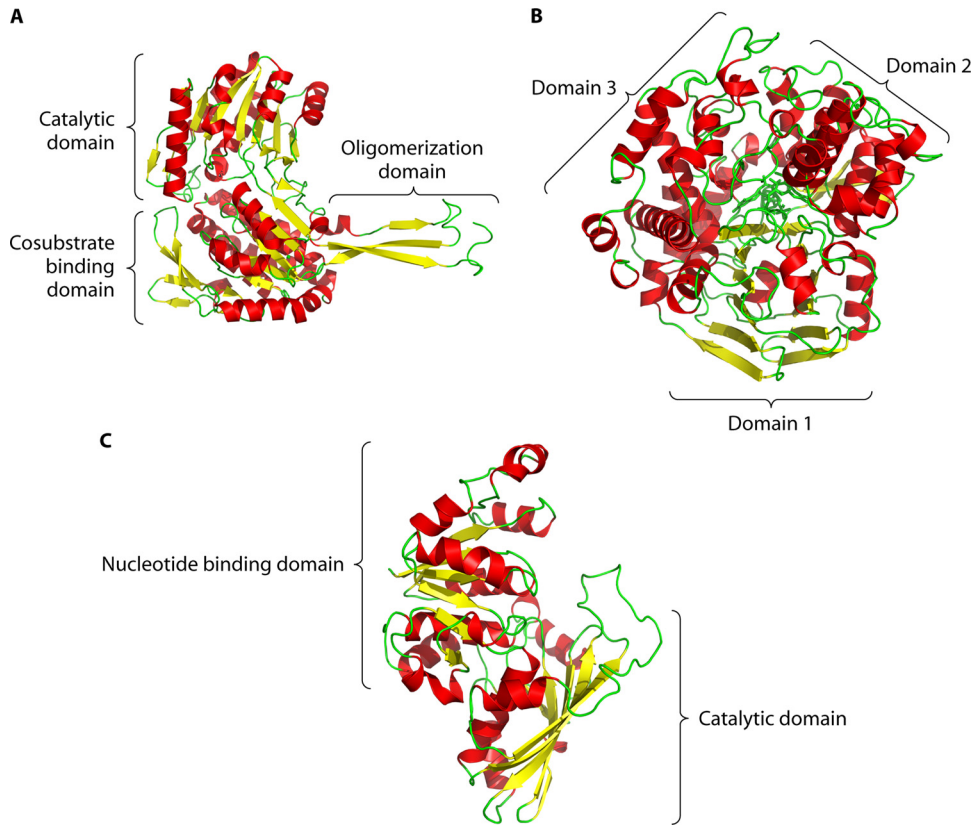 A
Catalytic
domain
Oligomerization
domain
Cosubstrate
binding
domain
B
Domain 3
Domain 2
Domain 1
C
Nucleotide binding domain
Catalytic domain